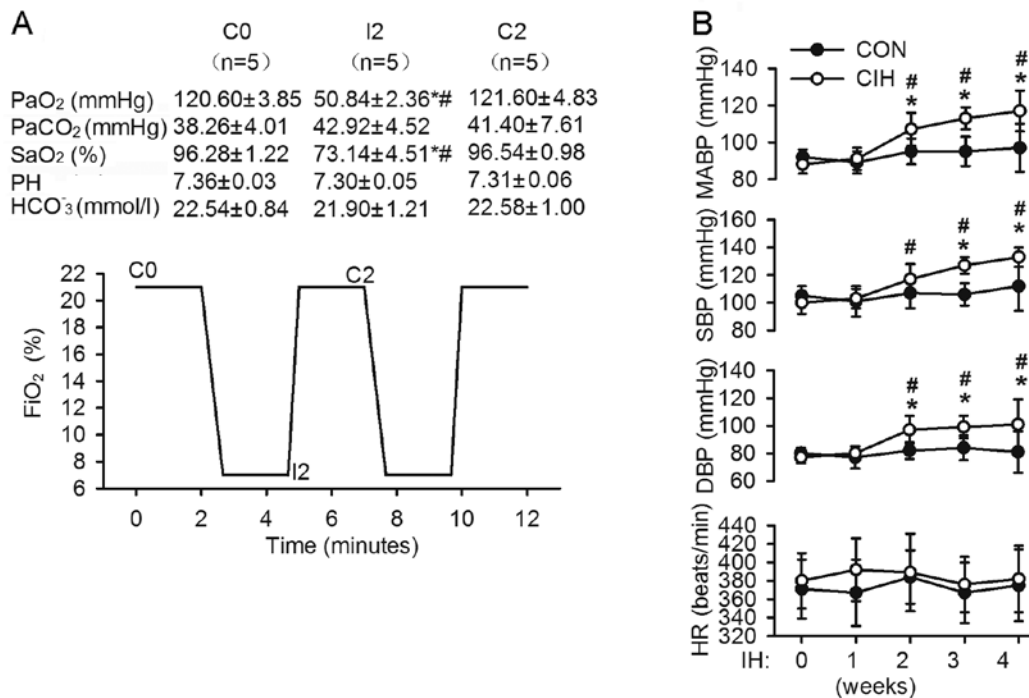 A
C0 I2 C2
(n=5) (n=5) (n=5)
PaO₂ (mmHg) 120.60±3.85 50.84±2.36*# 121.60±4.83
PaCO₂ (mmHg) 38.26±4.01 42.92±4.52 41.40±7.61
SaO₂ (%) 96.28±1.22 73.14±4.51*# 96.54±0.98
PH 7.36±0.03 7.30±0.05 7.31±0.06
HCO⁻₃ (mmol/l) 22.54±0.84 21.90±1.21 22.58±1.00
22
20
18
16
14
12
10
8
6
FiO₂ (%)
C0
C2
I2
0 2 4 6 8 10 12
Time (minutes)
B
CON
CIH
MABP (mmHg)
140
120
100
80
# # #
* * *
SBP (mmHg)
160
140
120
100
80
# # #
* *
DBP (mmHg)
140
120
100
80
60
# # #
* * *
HR (beats/min)
440
420
400
380
360
340
320
IH: 0 1 2 3 4
(weeks)